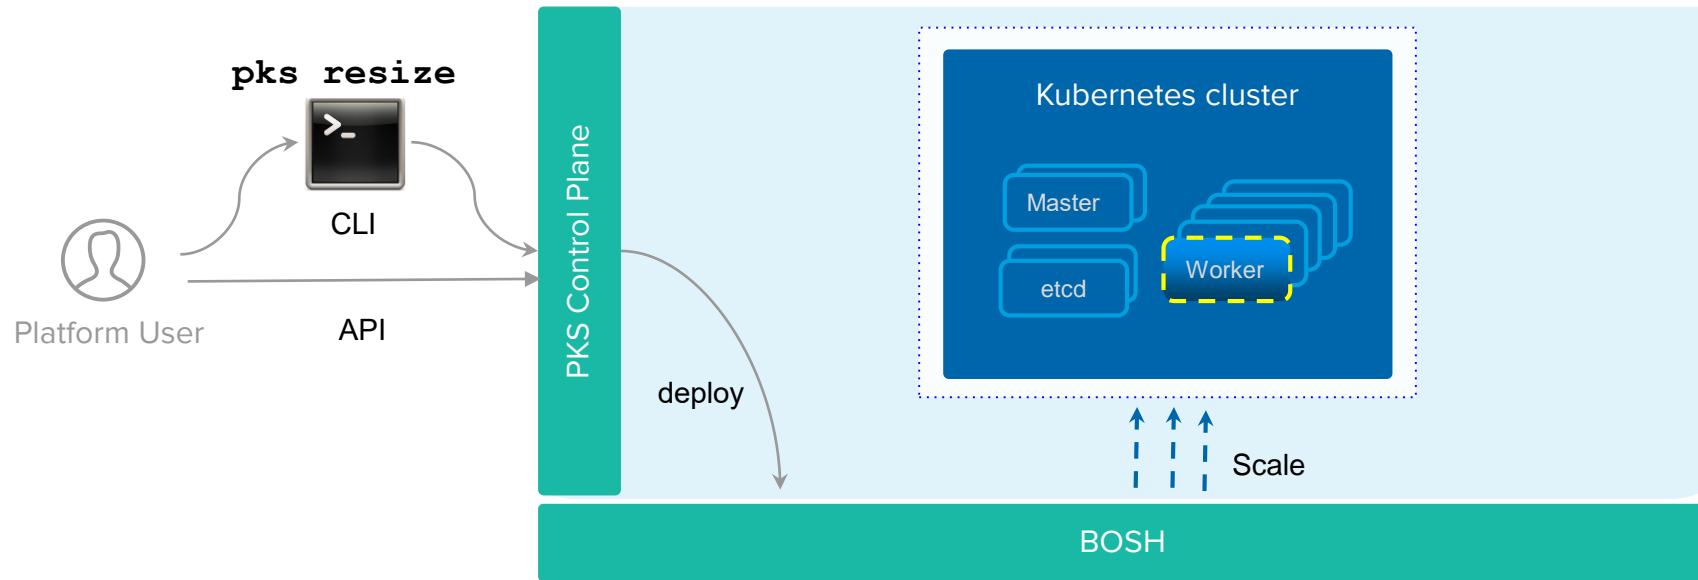 pks resize
>_
CLI
Platform User
API
PKS Control Plane
deploy
Kubernetes cluster
Master
etcd
Worker
Scale
BOSH